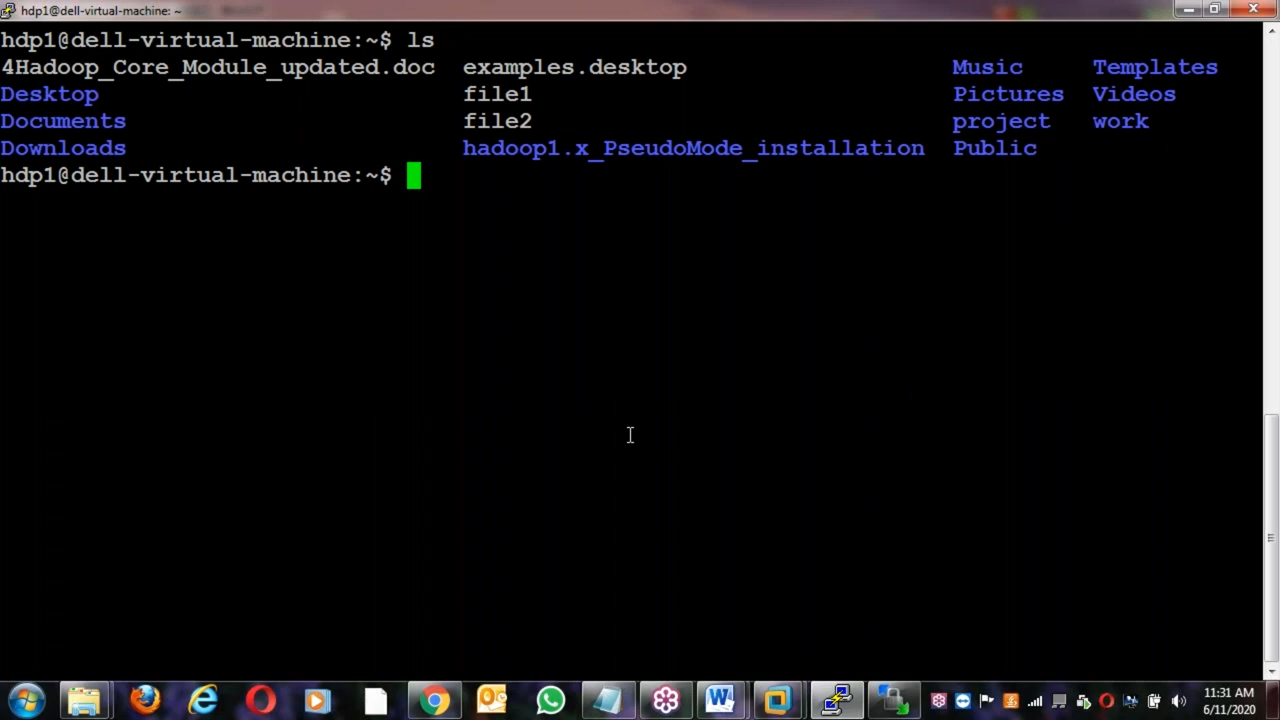 hdp1@dell-virtual-machine: ~
hdp1@dell-virtual-machine:~$ ls
4Hadoop_Core_Module_updated.doc examples.desktop Music Templates
Desktop file1 Pictures Videos
Documents file2 project work
Downloads hadoop1.x_PseudoMode_installation Public
hdp1@dell-virtual-machine:~$
11:31 AM
6/11/2020